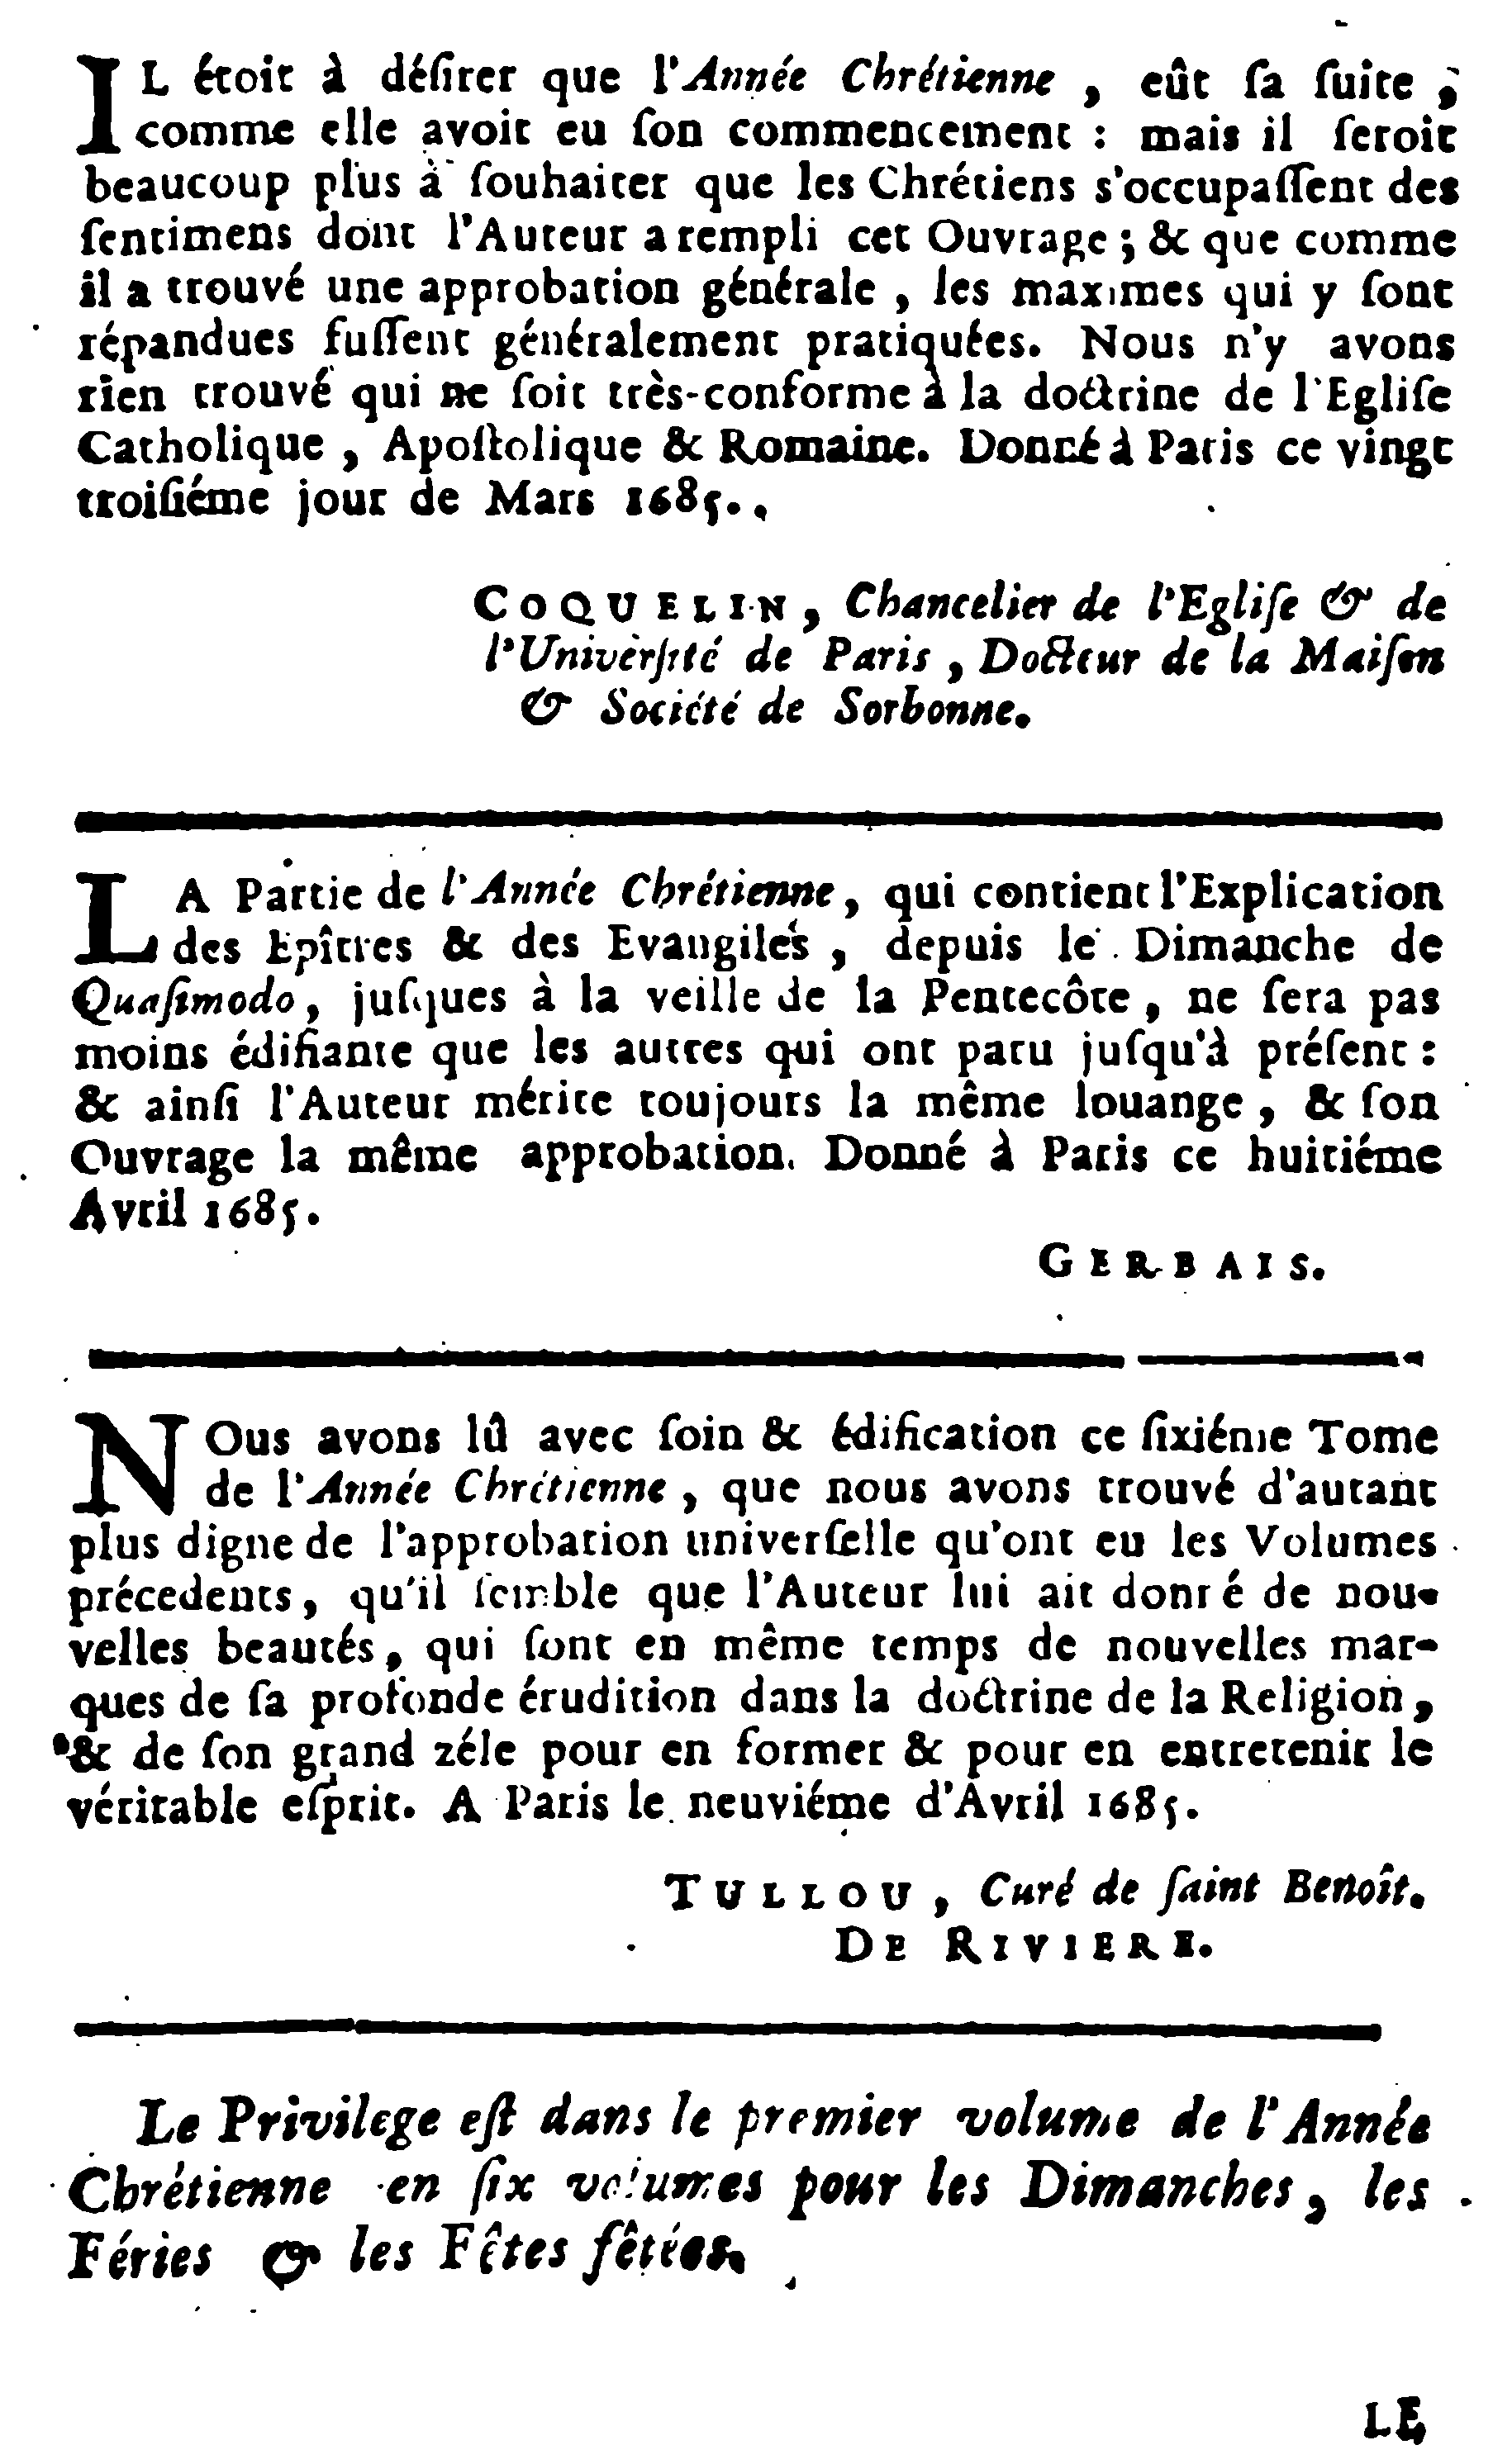 IL étoit à déſirer que l'Année Chrétienne , eût ſa ſuite ,
comme elle avoit eu ſon commencement : mais il ſeroit
beaucoup plus à ſouhaiter que les Chrétiens s'occupaſſent des
ſentimens dont l'Auteur a rempli cet Ouvrage ; & que comme
il a trouvé une approbation générale , les maximes qui y ſont
répandues fuſſent généralement pratiquées. Nous n'y avons
rien trouvé qui ne ſoit très-conforme à la doctrine de l'Egliſe
Catholique , Apoſtolique & Romaine. Donné à Paris ce vingt
troiſiéme jour de Mars 1685.
COQUELIN , Chancelier de l'Egliſe & de
l'Univerſité de Paris , Docteur de la Maiſon
& Société de Sorbonne.
LA Partie de l'Année Chrétienne , qui contient l'Explication
des Epîtres & des Evangiles , depuis le Dimanche de
Quaſimodo , juſques à la veille de la Pentecôte , ne ſera pas
moins édifiante que les autres qui ont paru juſqu'à préſent :
& ainſi l'Auteur mérite toujours la même louange , & ſon
Ouvrage la même approbation. Donné à Paris ce huitiéme
Avril 1685.
GERBAIS.
NOus avons lû avec ſoin & édification ce ſixiéme Tome
de l'Année Chrétienne , que nous avons trouvé d'autant
plus digne de l'approbation univerſelle qu'ont eu les Volumes
précedents , qu'il ſemble que l'Auteur lui ait donné de nou-
velles beautés , qui ſont en même temps de nouvelles mar-
ques de ſa profonde érudition dans la doctrine de la Religion ,
& de ſon grand zéle pour en former & pour en entretenir le
véritable eſprit. A Paris le neuviéme d'Avril 1685.
TULLOU , Curé de ſaint Benoît.
DE RIVIERE.
Le Privilege eſt dans le premier volume de l'Année
Chrétienne en ſix volumes pour les Dimanches , les
Féries & les Fêtes fêtées.
LE